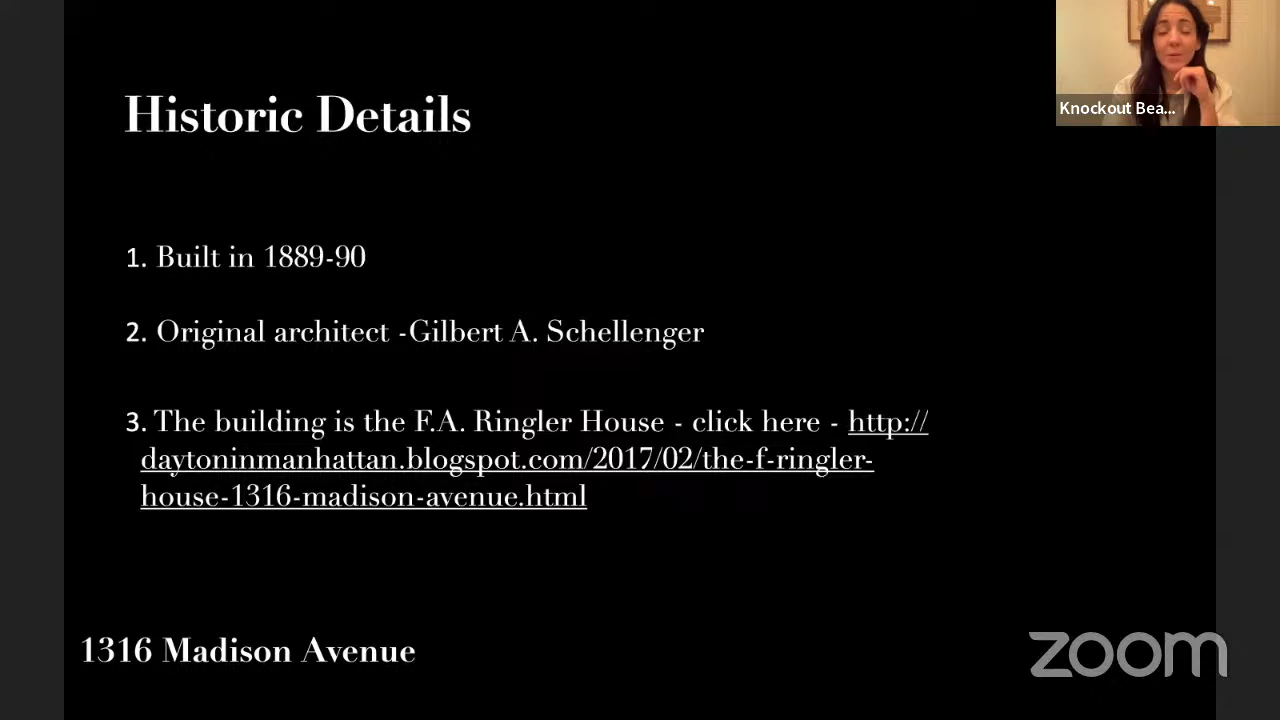 Historic Details
Knockout Bea...
1. Built in 1889-90
2. Original architect -Gilbert A. Schellenger
3. The building is the F.A. Ringler House - click here - http://
daytoninmanhattan.blogspot.com/2017/02/the-f-ringler-
house-1316-madison-avenue.html
1316 Madison Avenue
zoom